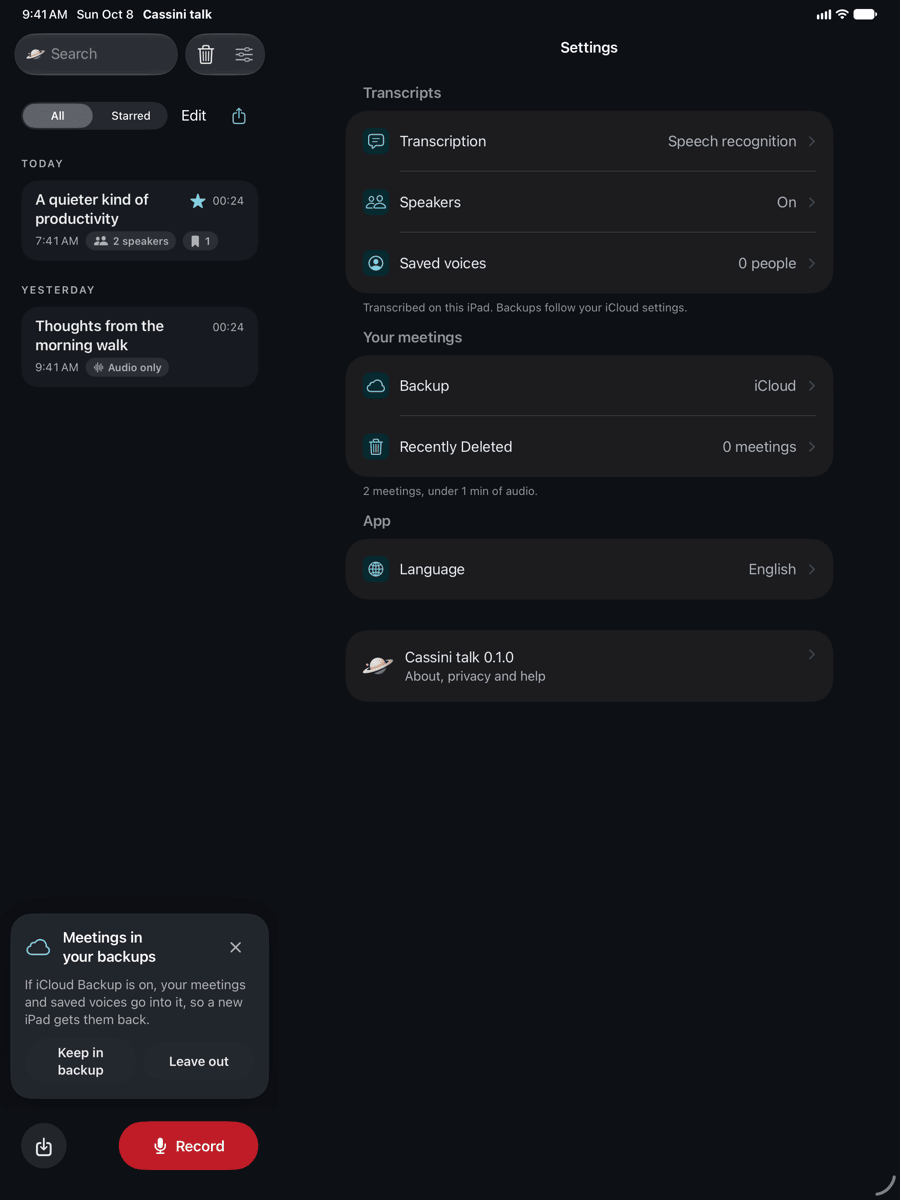 9:41 AM Sun Oct 8 Cassini talk
Search
All Starred Edit
TODAY
A quieter kind of
productivity
00:24
7:41 AM 2 speakers 1
YESTERDAY
Thoughts from the
morning walk
00:24
9:41 AM Audio only
Meetings in
your backups
If iCloud Backup is on, your meetings
and saved voices go into it, so a new
iPad gets them back.
Keep in
backup
Leave out
Record
Settings
Transcripts
Transcription Speech recognition
Speakers On
Saved voices 0 people
Transcribed on this iPad. Backups follow your iCloud settings.
Your meetings
Backup iCloud
Recently Deleted 0 meetings
2 meetings, under 1 min of audio.
App
Language English
Cassini talk 0.1.0
About, privacy and help